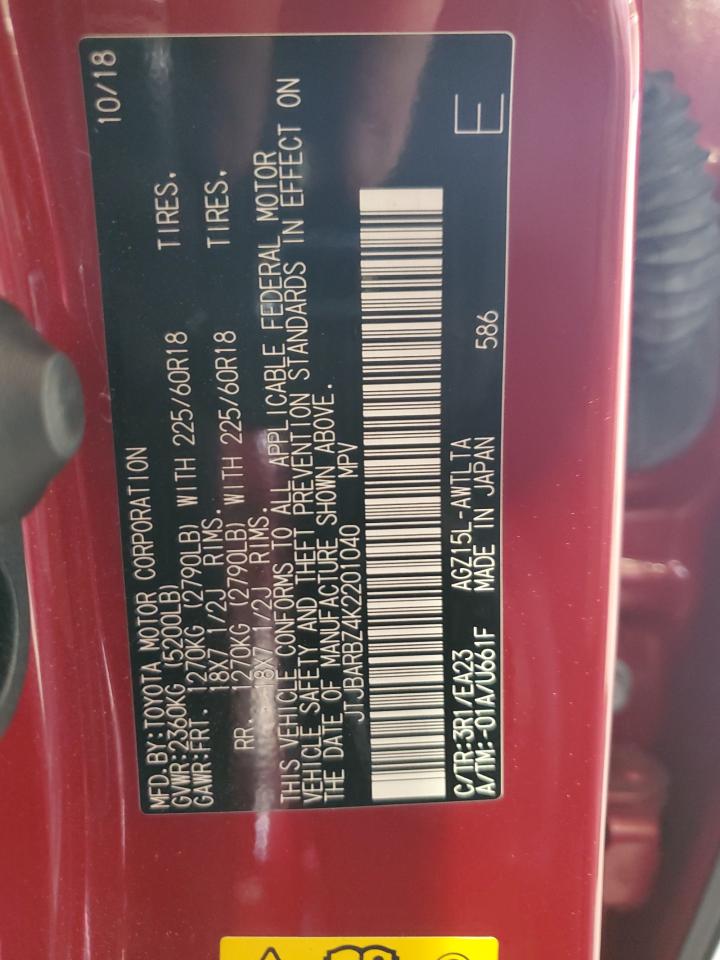 MFD.BY:TOYOTA MOTOR CORPORATION 10/18
GVWR:2360KG (5200LB)
GAWR:FRT. 1270KG (2790LB) WITH 225/60R18 TIRES.
18X7 1/2J RIMS.
RR. 1270KG (2790LB) WITH 225/60R18 TIRES.
18X7 1/2J RIMS.
THIS VEHICLE CONFORMS TO ALL APPLICABLE FEDERAL MOTOR
VEHICLE SAFETY AND THEFT PREVENTION STANDARDS IN EFFECT ON
THE DATE OF MANUFACTURE SHOWN ABOVE.
JTJBARBZ4K2201040 MPV
C/TR:3R1/EA23 AGZ15L-AWTLTA
A/TM:-01A/U661F MADE IN JAPAN 586 E